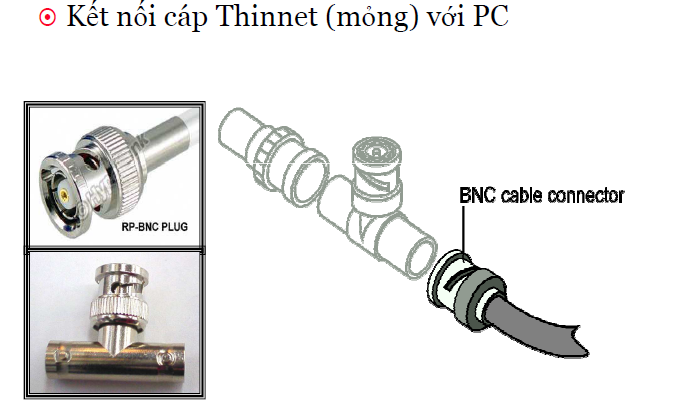 Kết nối cáp Thinnet (mỏng) với PC
BNC cable connector
RP-BNC PLUG